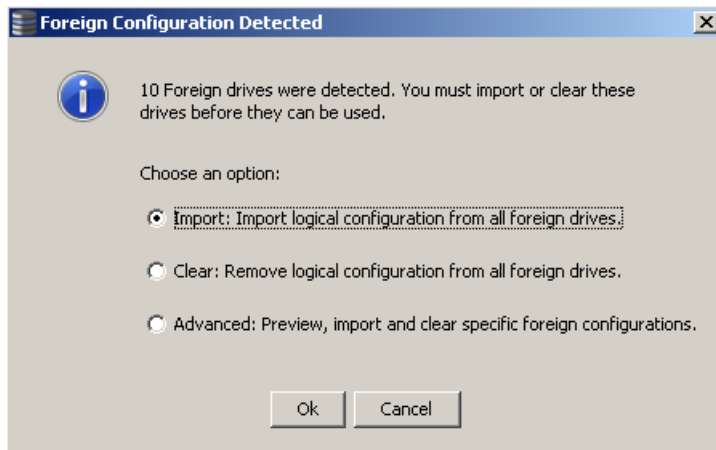 Foreign Configuration Detected
10 Foreign drives were detected. You must import or clear these
drives before they can be used.
Choose an option:
Import: Import logical configuration from all foreign drives.
Clear: Remove logical configuration from all foreign drives.
Advanced: Preview, import and clear specific foreign configurations.
Ok Cancel